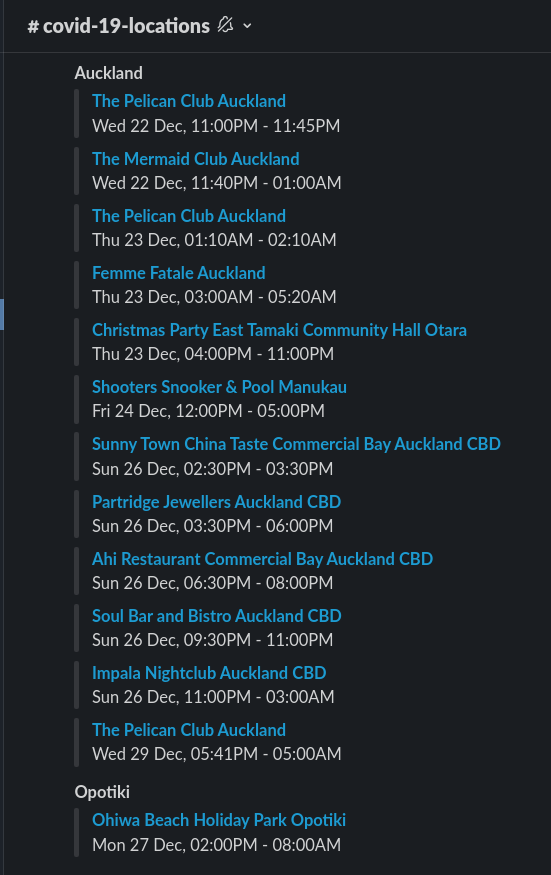 # covid-19-locations
Auckland
The Pelican Club Auckland
Wed 22 Dec, 11:00PM - 11:45PM
The Mermaid Club Auckland
Wed 22 Dec, 11:40PM - 01:00AM
The Pelican Club Auckland
Thu 23 Dec, 01:10AM - 02:10AM
Femme Fatale Auckland
Thu 23 Dec, 03:00AM - 05:20AM
Christmas Party East Tamaki Community Hall Otara
Thu 23 Dec, 04:00PM - 11:00PM
Shooters Snooker & Pool Manukau
Fri 24 Dec, 12:00PM - 05:00PM
Sunny Town China Taste Commercial Bay Auckland CBD
Sun 26 Dec, 02:30PM - 03:30PM
Partridge Jewellers Auckland CBD
Sun 26 Dec, 03:30PM - 06:00PM
Ahi Restaurant Commercial Bay Auckland CBD
Sun 26 Dec, 06:30PM - 08:00PM
Soul Bar and Bistro Auckland CBD
Sun 26 Dec, 09:30PM - 11:00PM
Impala Nightclub Auckland CBD
Sun 26 Dec, 11:00PM - 03:00AM
The Pelican Club Auckland
Wed 29 Dec, 05:41PM - 05:00AM
Opotiki
Ohiwa Beach Holiday Park Opotiki
Mon 27 Dec, 02:00PM - 08:00AM